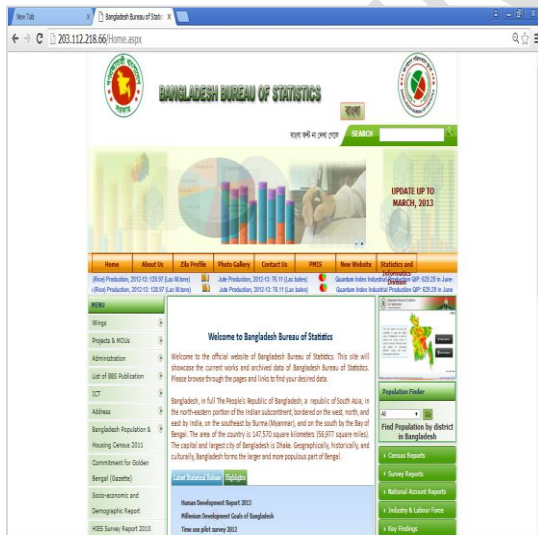 New Tab
Bangladesh Bureau of Statis
203.112.218.66/Home.aspx
BANGLADESH BUREAU OF STATISTICS
বাংলা
বাংলা ফন্ট না দেখা গেলে
SEARCH
UPDATE UP TO
MARCH, 2013
Home
About Us
Zila Profile
Photo Gallery
Contact Us
PMIS
New Website
Statistics and
Informatics
Division
(Rice) Production, 2012-13: 128.97 (Lac M.tons)
Jute Production, 2012-13: 76.11 (Lac bales)
Quantum Index Industrial Production QIP: 629.28 in June
MENU
Wings
Projects & MOUs
Administration
List of BBS Publication
ICT
Address
Bangladesh Population &
Housing Census 2011
Commitment for Golden
Bengal (Gazette)
Socio-economic and
Demographic Report
HIES Survey Report 2010
Welcome to Bangladesh Bureau of Statistics
Welcome to the official website of Bangladesh Bureau of Statistics. This site will
showcase the current works and archived data of Bangladesh Bureau of Statistics.
Please browse through the pages and links to find your desired data.
Bangladesh, in full The People's Republic of Bangladesh, a republic of South Asia, in
the north-eastern portion of the Indian subcontinent, bordered on the west, north, and
east by India, on the southeast by Burma (Myanmar), and on the south by the Bay of
Bengal. The area of the country is 147,570 square kilometers (56,977 square miles).
The capital and largest city of Bangladesh is Dhaka. Geographically, historically, and
culturally, Bangladesh forms the larger and more populous part of Bengal.
Latest Statistical Release
Highlights
Human Development Report 2013
Millenium Development Goals of Bangladesh
Time use pilot survey 2012
Population Finder
All
Go
Find Population by district
in Bangladesh
Census Reports
Survey Reports
National Account Reports
Industry & Labour Force
Key Findings